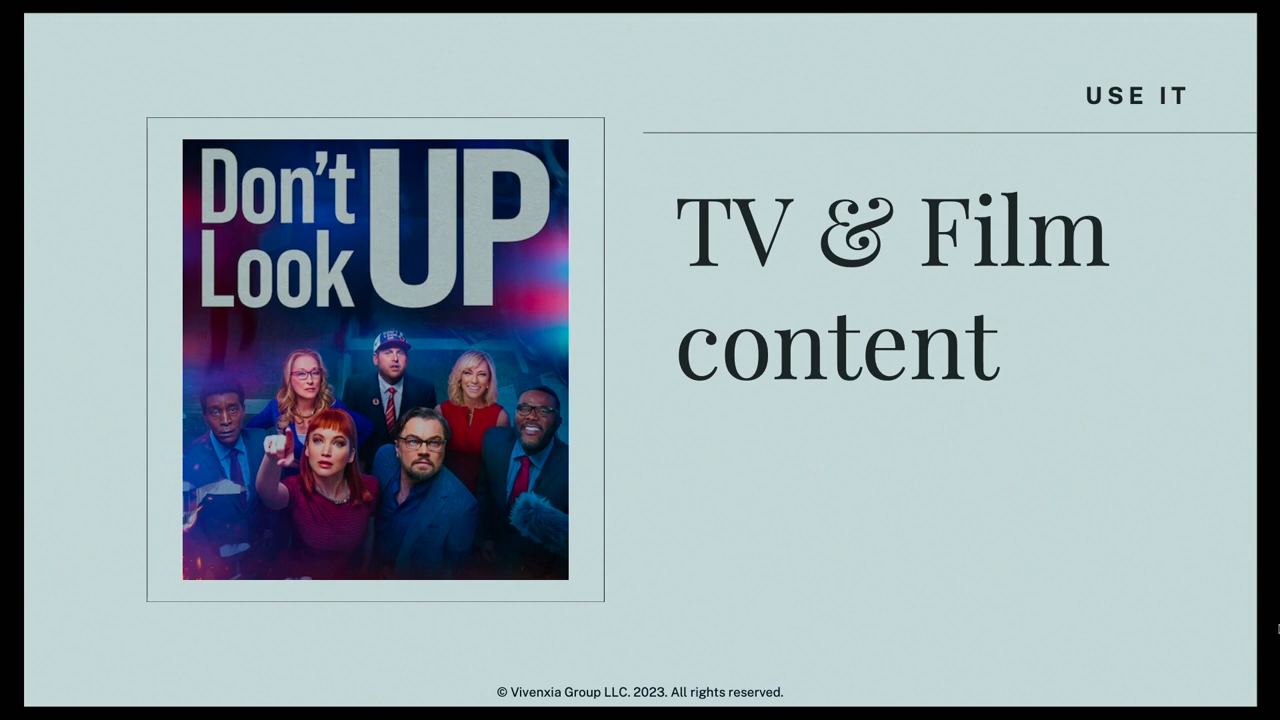 USE IT
Don't
Look
UP
TV & Film
content
© Vivenxia Group LLC. 2023. All rights reserved.